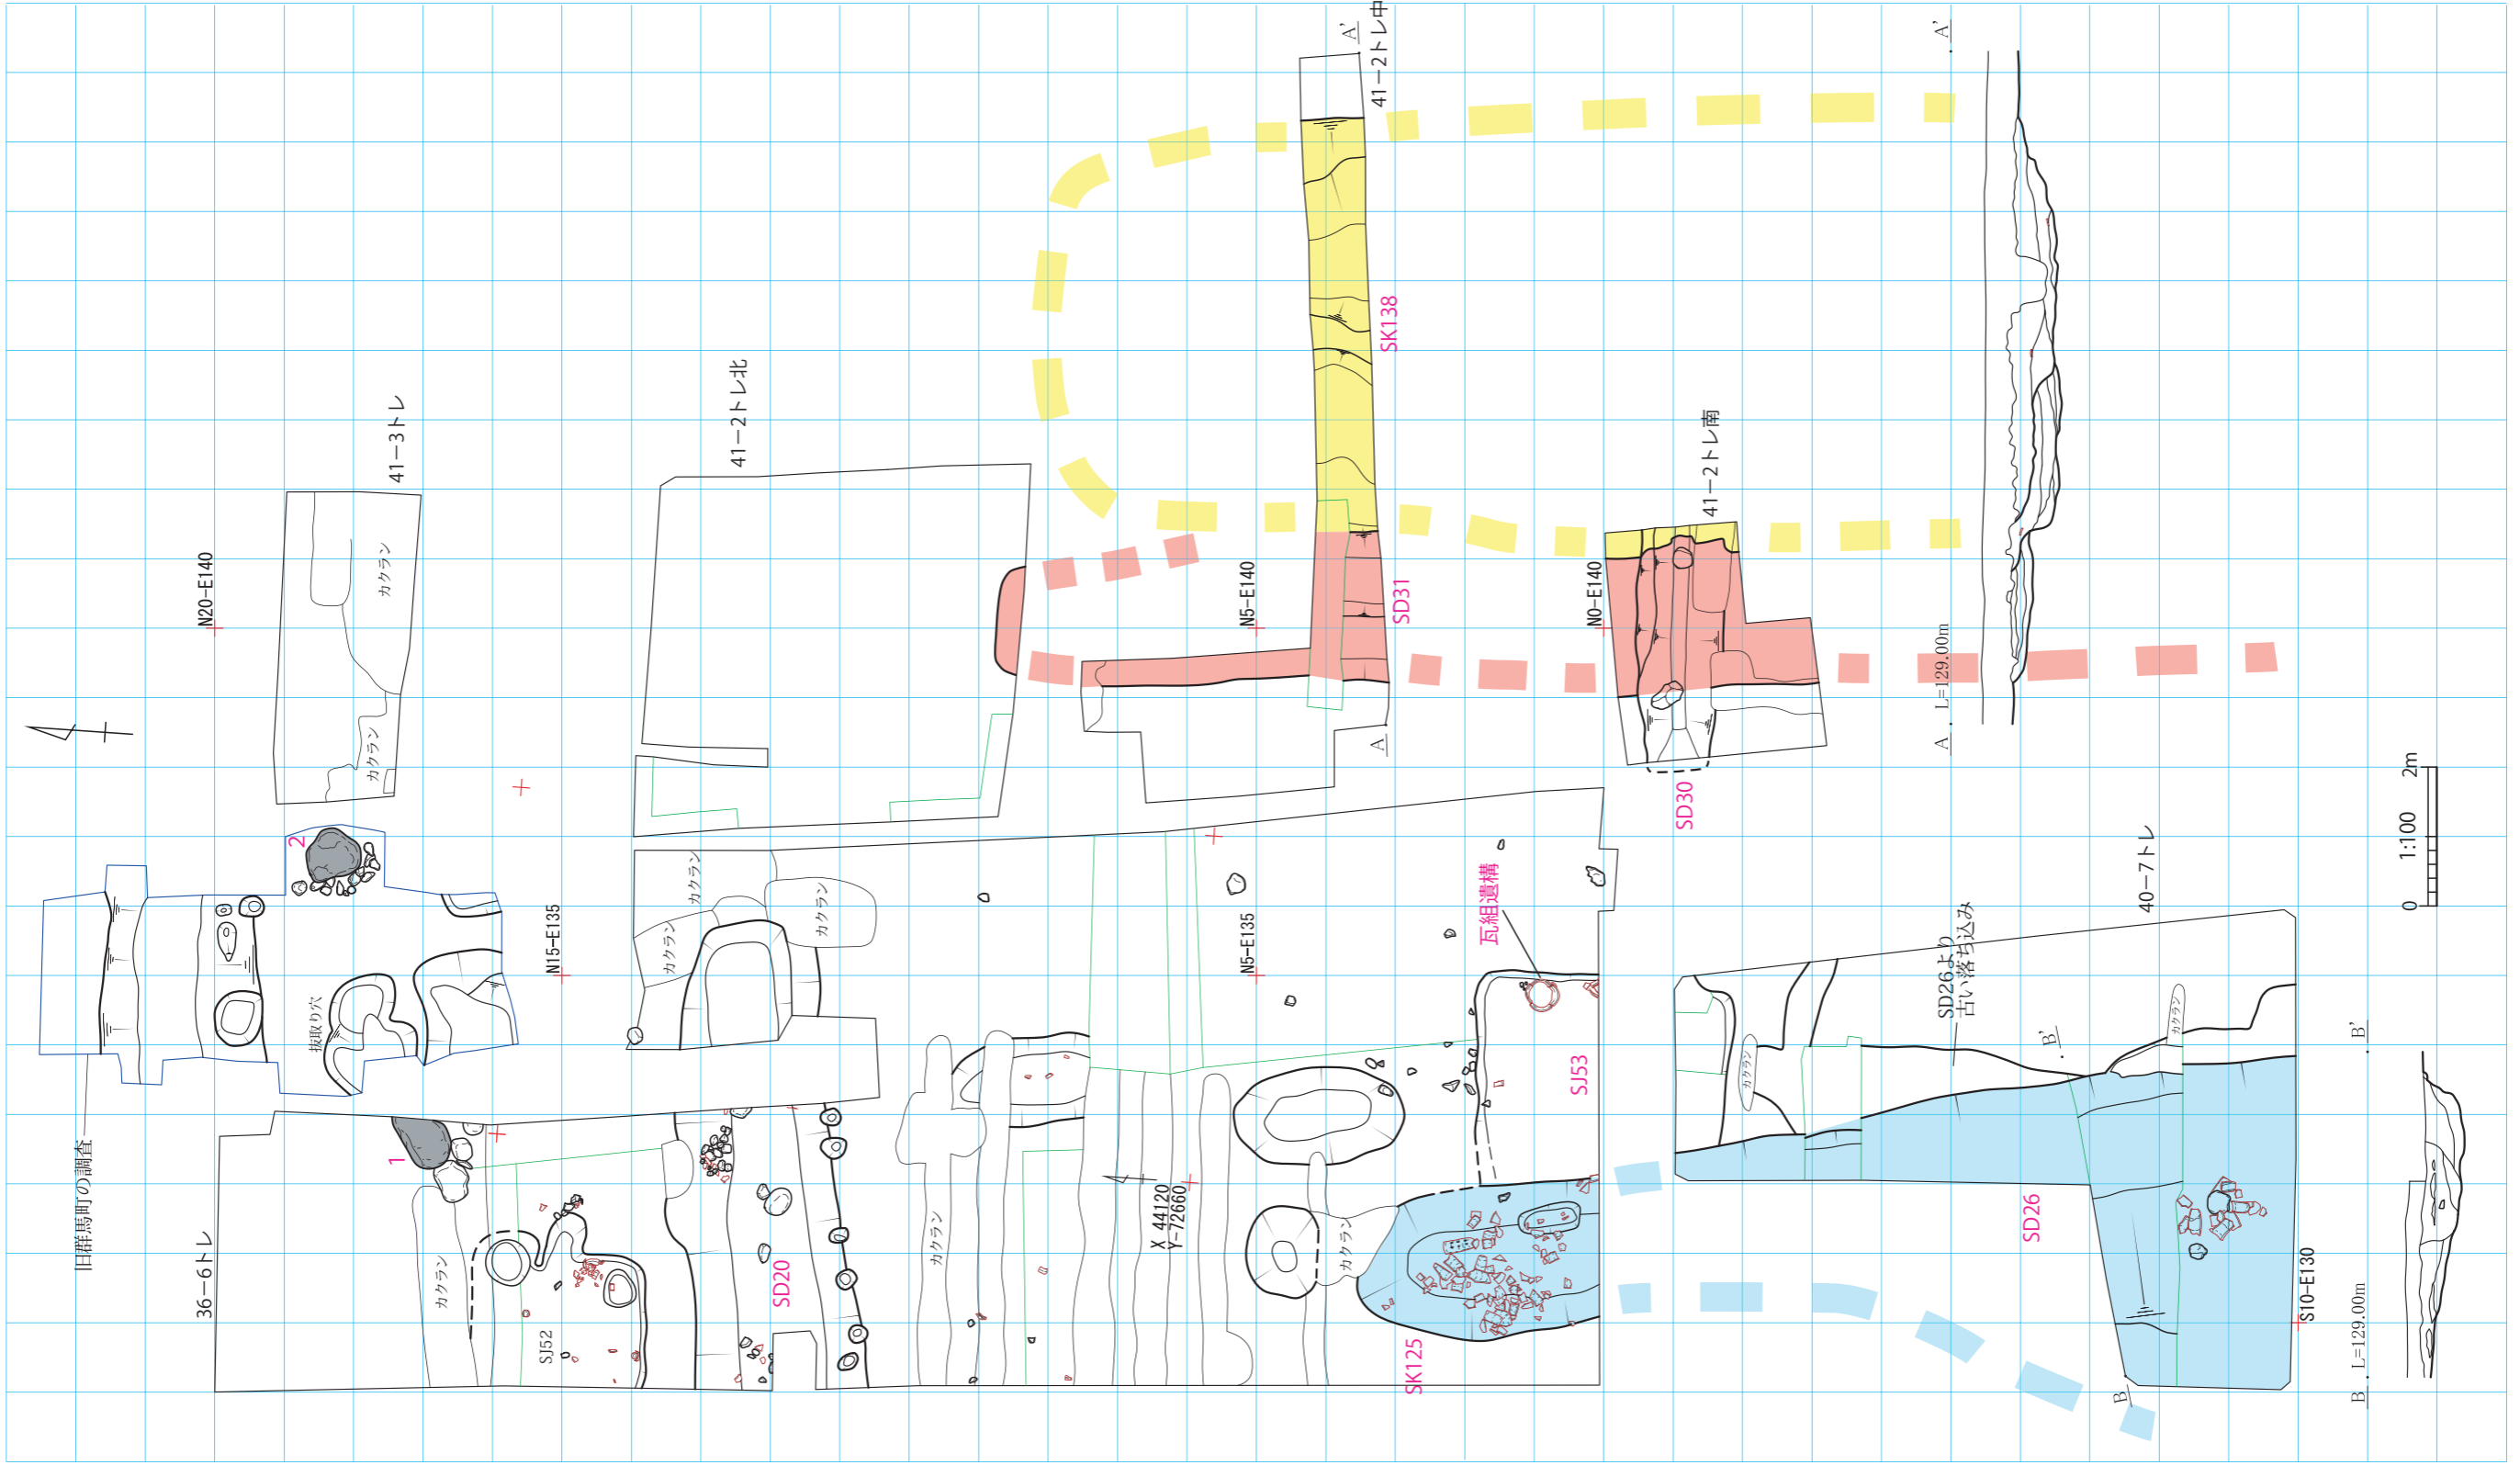 旧群馬町の調査
36－6トレ
カクラン
SJ52
1
SD20
抜取り穴
N15-E135
2
N20-E140
41－3トレ
カクラン
カクラン
41－2トレ北
カクラン
カクラン
カクラン
カクラン
X 44120
Y-72660
N5-E135
カクラン
SK125
SJ53
瓦組遺構
N5-E140
SD31
SK138
A
A'
41－2トレ中
N0-E140
41－2トレ南
SD30
SD26より
古い落ち込み
カクラン
カクラン
40－7トレ
SD26
B
B'
S10-E130
A . L=129.00m
. A'
B . L=129.00m
. B'
0
1:100
2m